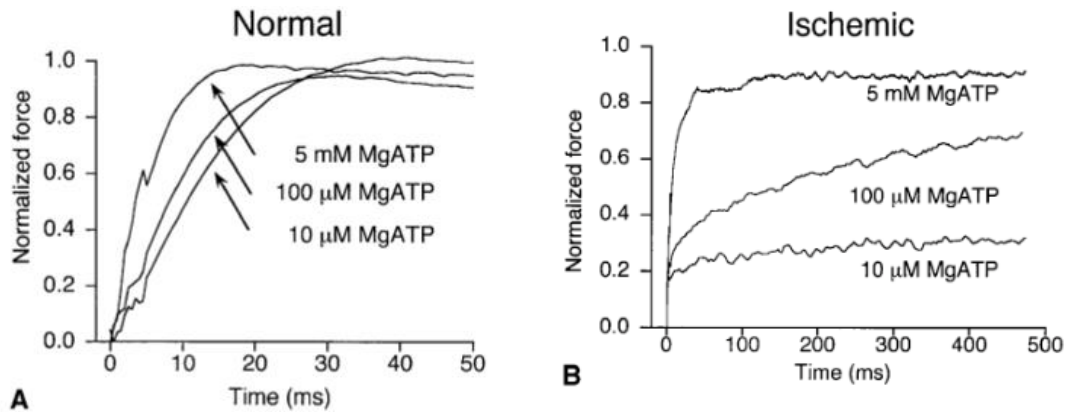 Normal
Normalized force
1.0
0.8
0.6
0.4
0.2
0.0
5 mM MgATP
100 μM MgATP
10 μM MgATP
0 10 20 30 40 50
Time (ms)
A
Ischemic
Normalized force
1.0
0.8
0.6
0.4
0.2
0.0
5 mM MgATP
100 μM MgATP
10 μM MgATP
0 100 200 300 400 500
Time (ms)
B